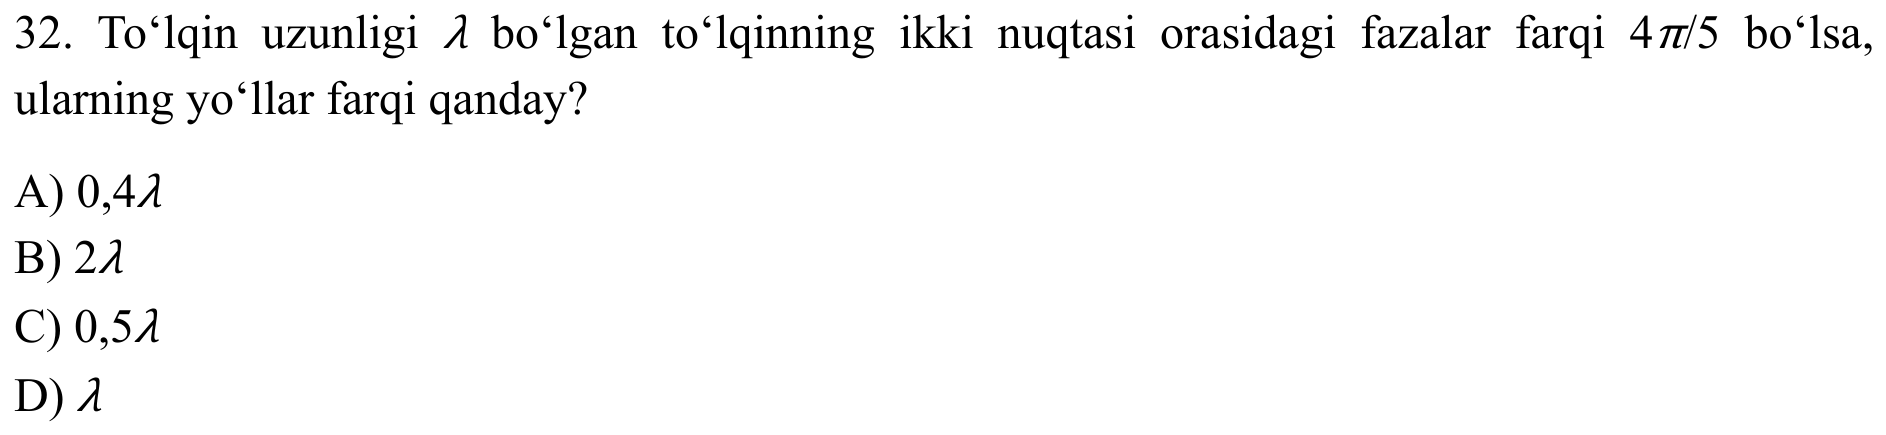 32. To‘lqin uzunligi λ bo‘lgan to‘lqinning ikki nuqtasi orasidagi fazalar farqi 4π/5 bo‘lsa,
ularning yo‘llar farqi qanday?
A) 0,4λ
B) 2λ
C) 0,5λ
D) λ